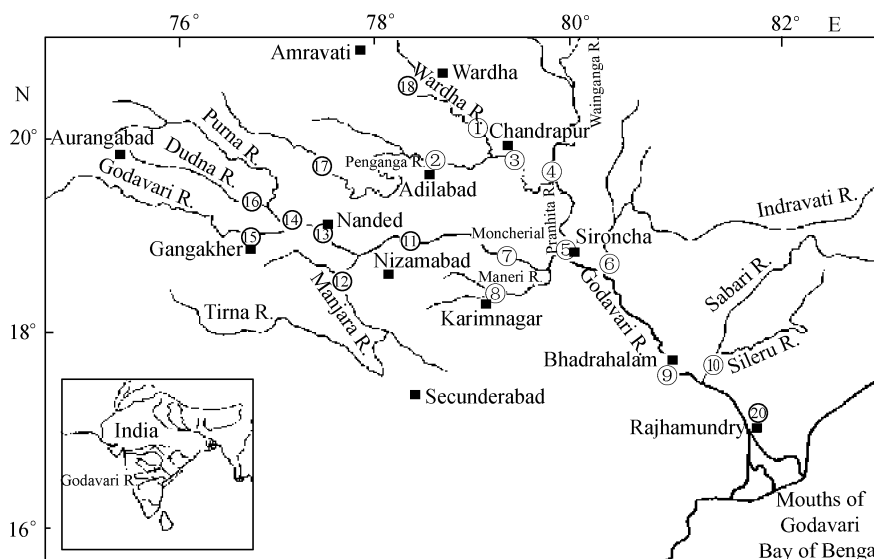 76° 78° 80° 82° E
N
20°
18°
16°
Amravati
Wardha
Wardha R.
Wainganga R.
⑱
①
Chandrapur
Aurangabad
Purna R.
Dudna R.
Godavari R.
⑰
Penganga R.
②
③
④
Adilabad
⑯
⑭
Nanded
⑬
⑮
Gangakher
⑪
Moncherial
⑦
Pranhita R.
⑤
Sironcha
⑥
Indravati R.
Nizamabad
⑫
Manjara R.
Maneri R.
⑧
Karimnagar
Tirna R.
Godavari R.
Sabari R.
Sileru R.
⑩
Bhadrahalam
⑨
Secunderabad
⑳
Rajhamundry
India
Godavari R.
Mouths of
Godavari
Bay of Benga